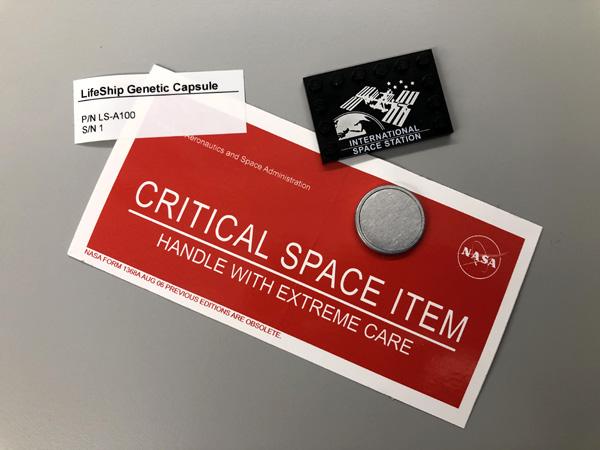 LifeShip Genetic Capsule
P/N LS-A100
S/N 1
INTERNATIONAL
SPACE STATION
Aeronautics and Space Administration
CRITICAL SPACE ITEM
HANDLE WITH EXTREME CARE
NASA
NASA FORM 1368A AUG 06 PREVIOUS EDITIONS ARE OBSOLETE.